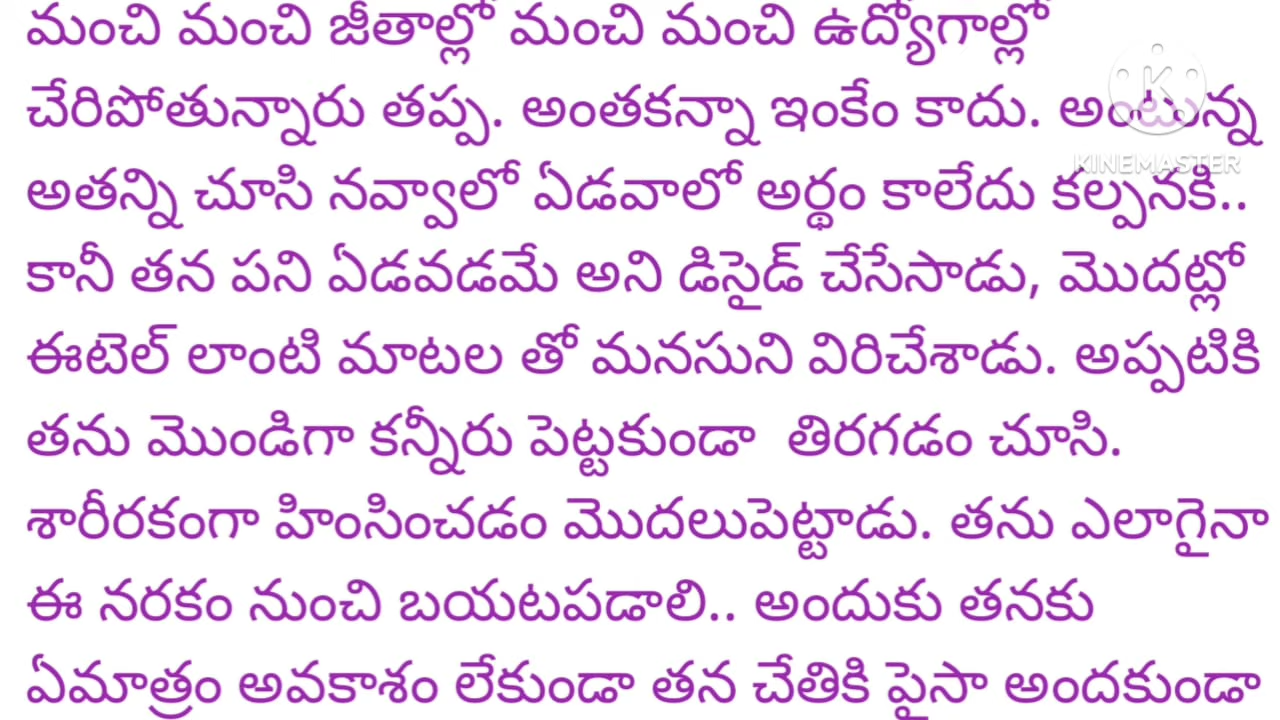 మంచి మంచి జీతాల్లో మంచి మంచి ఉద్యోగాల్లో
చేరిపోతున్నారు తప్ప. అంతకన్నా ఇంకేం కాదు. అంటున్న
KINEMASTER
అతన్ని చూసి నవ్వాలో ఏడవాలో అర్థం కాలేదు కల్పనకి..
కానీ తన పని ఏడవడమే అని డిసైడ్ చేసేసాడు, మొదట్లో
ఈటెల్ లాంటి మాటల తో మనసుని విరిచేశాడు. అప్పటికి
తను మొండిగా కన్నీరు పెట్టకుండా  తిరగడం చూసి.
శారీరకంగా హింసించడం మొదలుపెట్టాడు. తను ఎలాగైనా
ఈ నరకం నుంచి బయటపడాలి.. అందుకు తనకు
ఏమాత్రం అవకాశం లేకుండా తన చేతికి పైసా అందకుండా